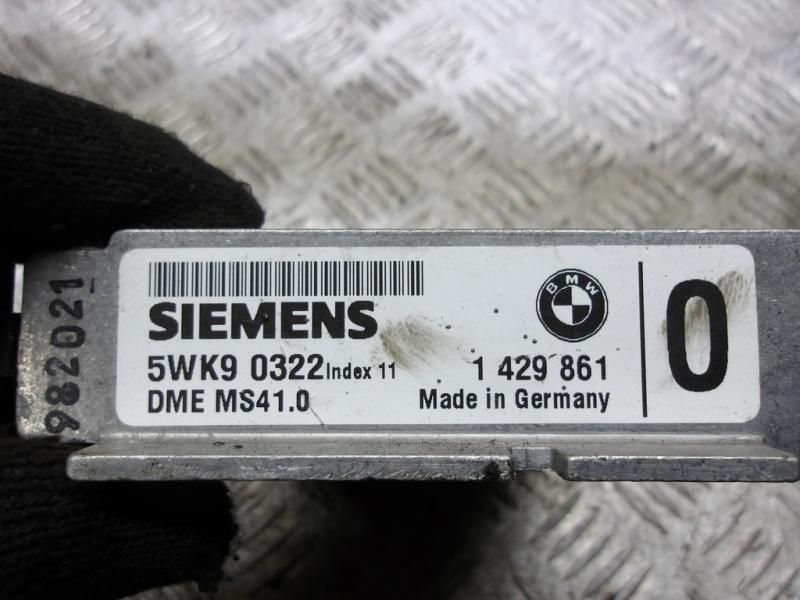 982021
SIEMENS
5WK9 0322 Index 11
DME MS41.0
BMW
1 429 861
Made in Germany
0